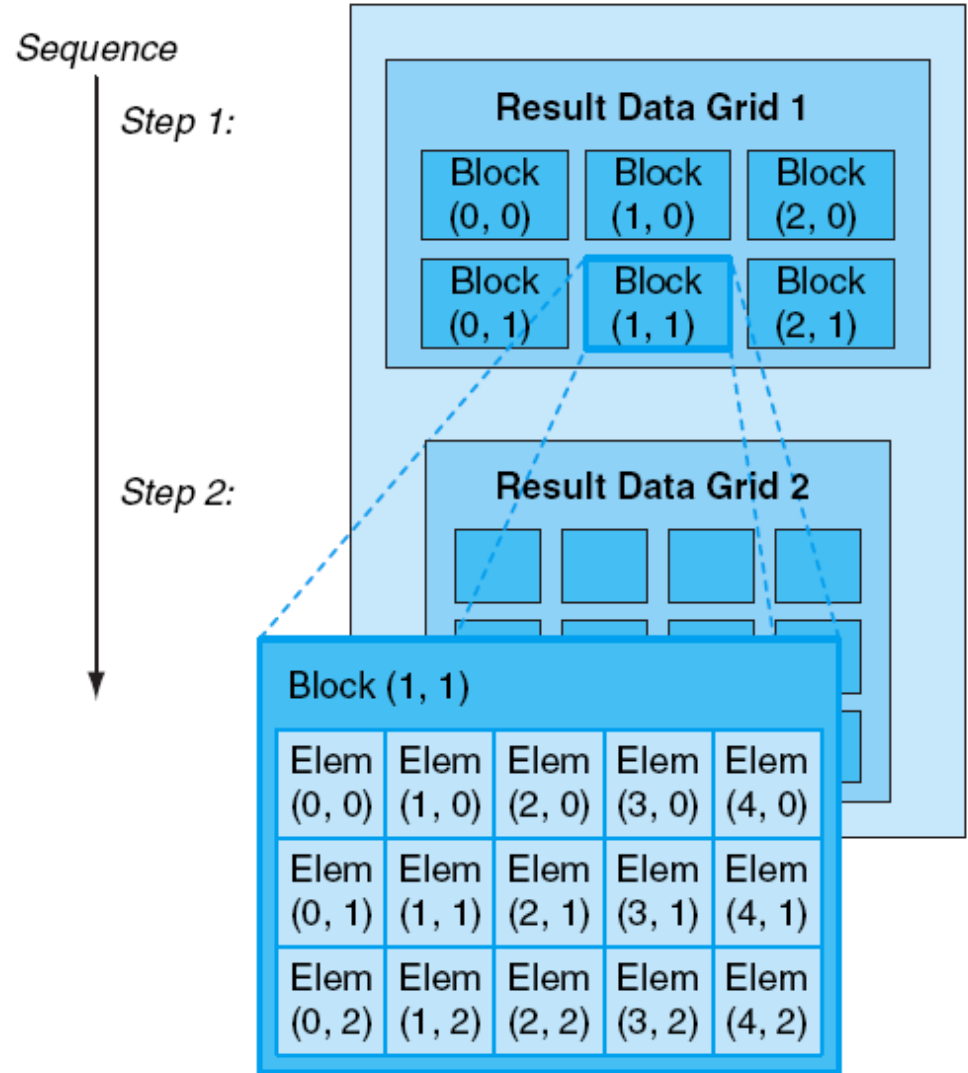 Sequence
Step 1:
Result Data Grid 1
Block Block Block
(0, 0) (1, 0) (2, 0)
Block Block Block
(0, 1) (1, 1) (2, 1)
Step 2:
Result Data Grid 2
Block (1, 1)
Elem Elem Elem Elem Elem
(0, 0) (1, 0) (2, 0) (3, 0) (4, 0)
Elem Elem Elem Elem Elem
(0, 1) (1, 1) (2, 1) (3, 1) (4, 1)
Elem Elem Elem Elem Elem
(0, 2) (1, 2) (2, 2) (3, 2) (4, 2)